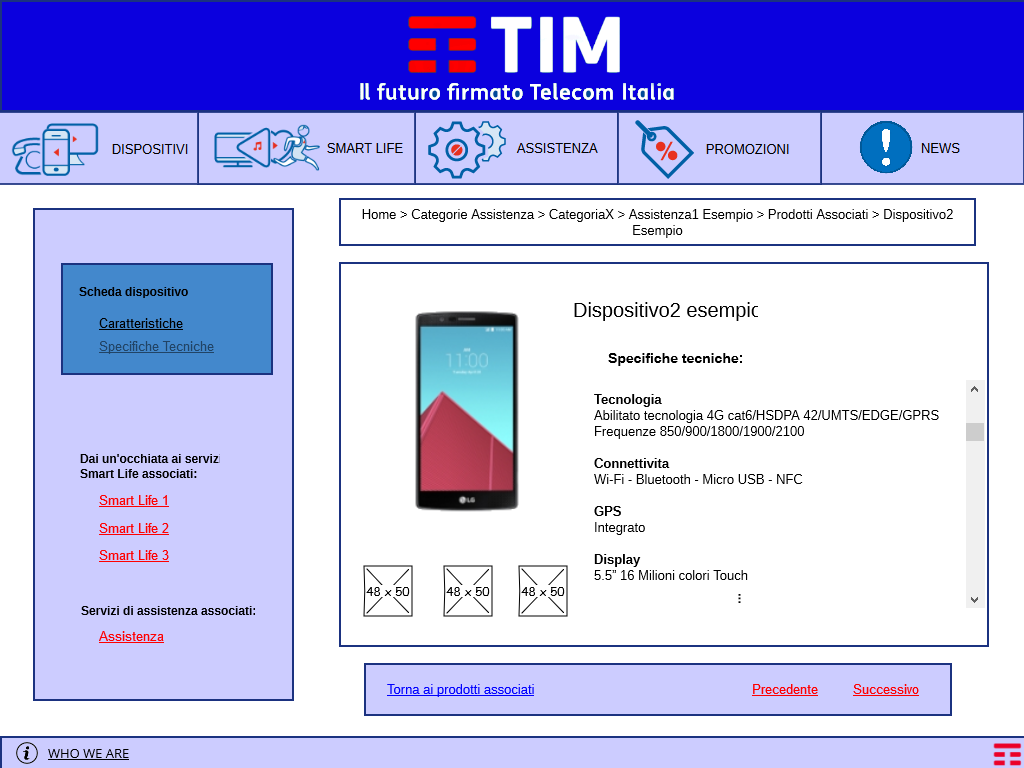 TIM
Il futuro firmato Telecom Italia
DISPOSITIVI
SMART LIFE
ASSISTENZA
PROMOZIONI
NEWS
Home > Categorie Assistenza > CategoriaX > Assistenza1 Esempio > Prodotti Associati > Dispositivo2
Esempio
Scheda dispositivo
Caratteristiche
Specifiche Tecniche
Dai un'occhiata ai servizi
Smart Life associati:
Smart Life 1
Smart Life 2
Smart Life 3
Servizi di assistenza associati:
Assistenza
11:00
LG
48 x 50
48 x 50
48 x 50
Dispositivo2 esempio
Specifiche tecniche:
Tecnologia
Abilitato tecnologia 4G cat6/HSDPA 42/UMTS/EDGE/GPRS
Frequenze 850/900/1800/1900/2100
Connettivita
Wi-Fi - Bluetooth - Micro USB - NFC
GPS
Integrato
Display
5.5” 16 Milioni colori Touch
Torna ai prodotti associati
Precedente
Successivo
WHO WE ARE